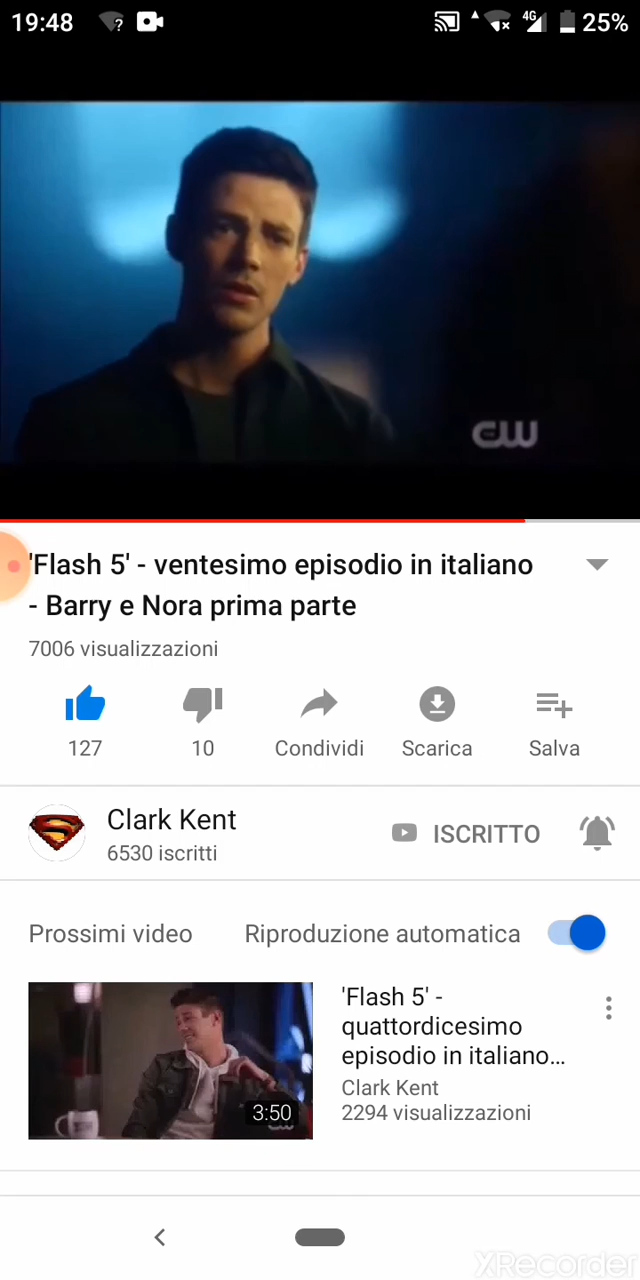 19:48 ? 4G 25%
CW
'Flash 5' - ventesimo episodio in italiano
- Barry e Nora prima parte
7006 visualizzazioni
127 10 Condividi Scarica Salva
Clark Kent
6530 iscritti
ISCRITTO
Prossimi video Riproduzione automatica
'Flash 5' -
quattordicesimo
episodio in italiano...
Clark Kent
2294 visualizzazioni
3:50
XRecorder